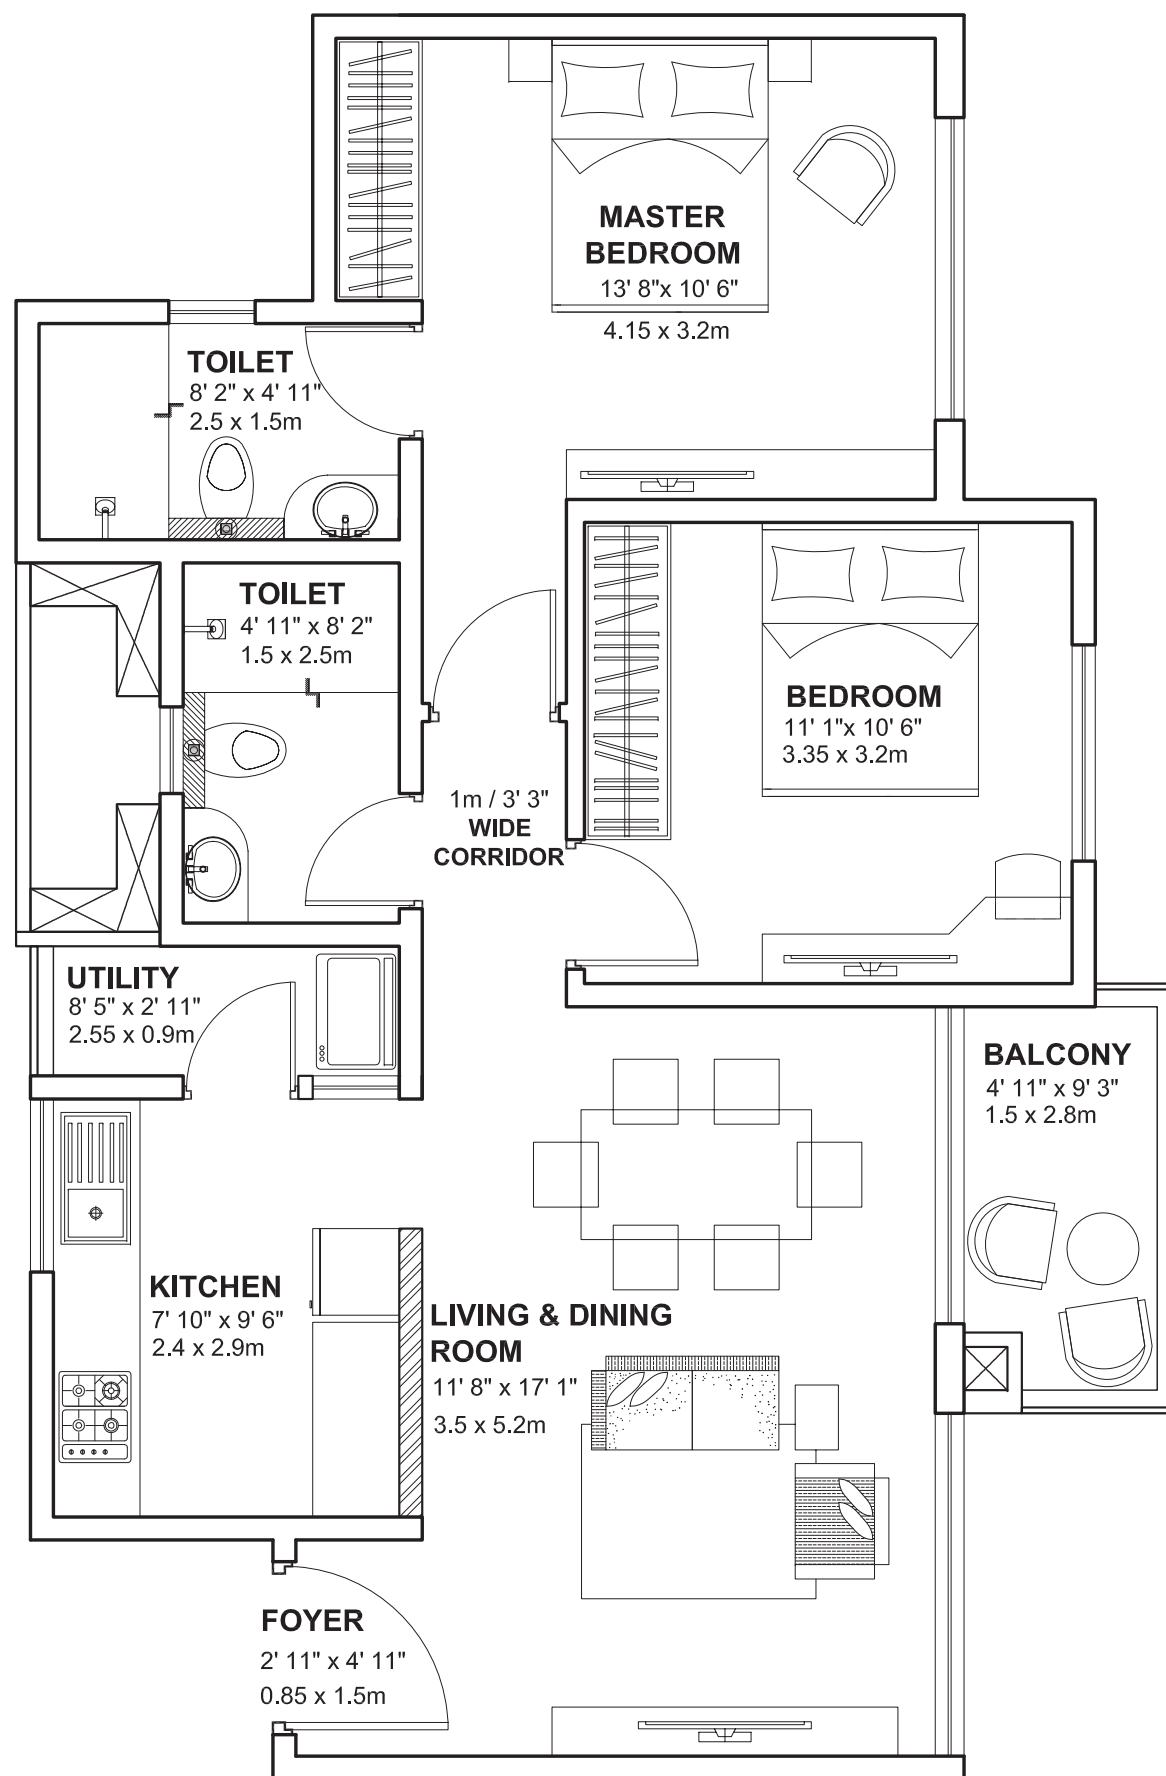 MASTER
BEDROOM
13' 8"x 10' 6"
4.15 x 3.2m
TOILET
8' 2" x 4' 11"
2.5 x 1.5m
TOILET
4' 11" x 8' 2"
1.5 x 2.5m
BEDROOM
11' 1"x 10' 6"
3.35 x 3.2m
1m / 3' 3"
WIDE
CORRIDOR
UTILITY
8' 5" x 2' 11"
2.55 x 0.9m
BALCONY
4' 11" x 9' 3"
1.5 x 2.8m
KITCHEN
7' 10" x 9' 6"
2.4 x 2.9m
LIVING & DINING
ROOM
11' 8" x 17' 1"
3.5 x 5.2m
FOYER
2' 11" x 4' 11"
0.85 x 1.5m